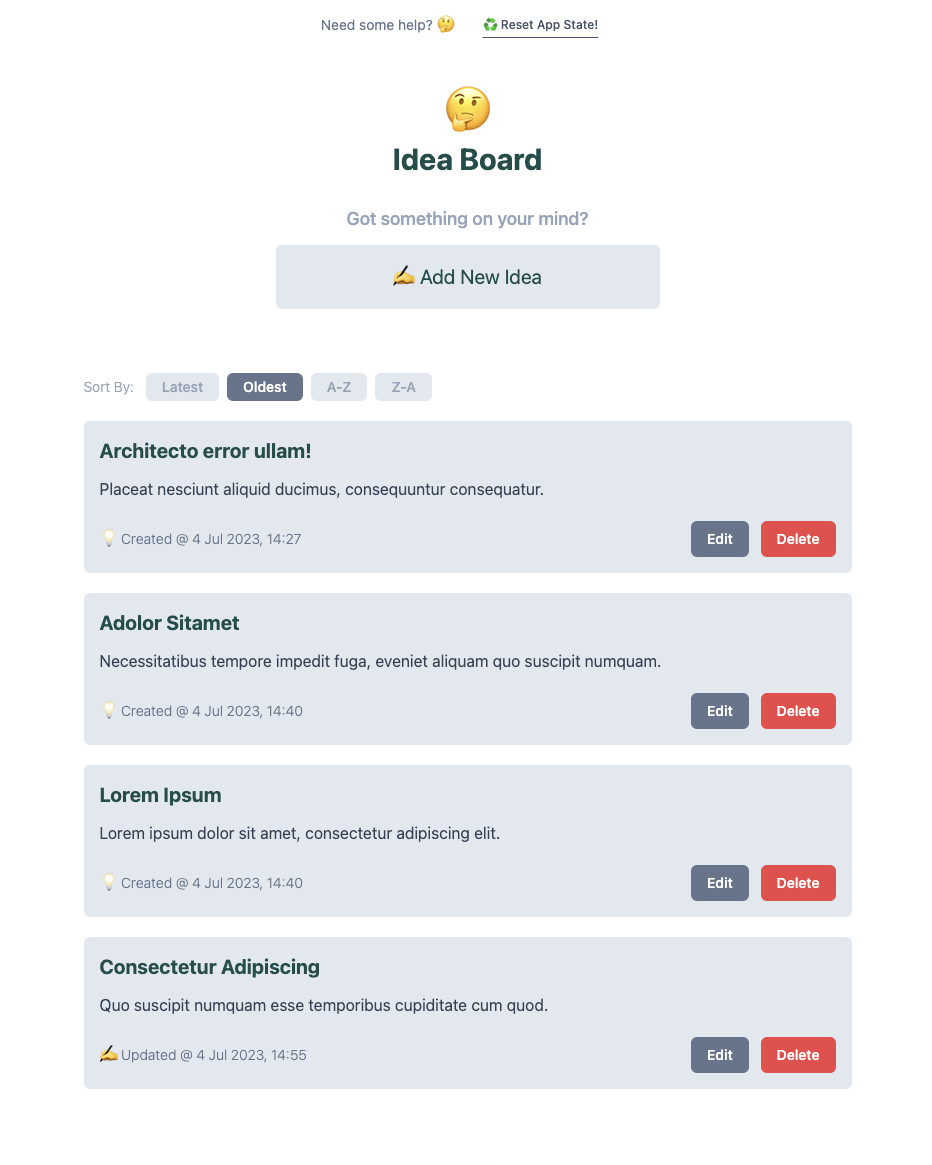 Need some help? 🤔 ♻️ Reset App State!
🤔
Idea Board
Got something on your mind?
✍️ Add New Idea
Sort By: Latest Oldest A-Z Z-A
Architecto error ullam!
Placeat nesciunt aliquid ducimus, consequuntur consequatur.
💡 Created @ 4 Jul 2023, 14:27 Edit Delete
Adolor Sitamet
Necessitatibus tempore impedit fuga, eveniet aliquam quo suscipit numquam.
💡 Created @ 4 Jul 2023, 14:40 Edit Delete
Lorem Ipsum
Lorem ipsum dolor sit amet, consectetur adipiscing elit.
💡 Created @ 4 Jul 2023, 14:40 Edit Delete
Consectetur Adipiscing
Quo suscipit numquam esse temporibus cupiditate cum quod.
✍️ Updated @ 4 Jul 2023, 14:55 Edit Delete